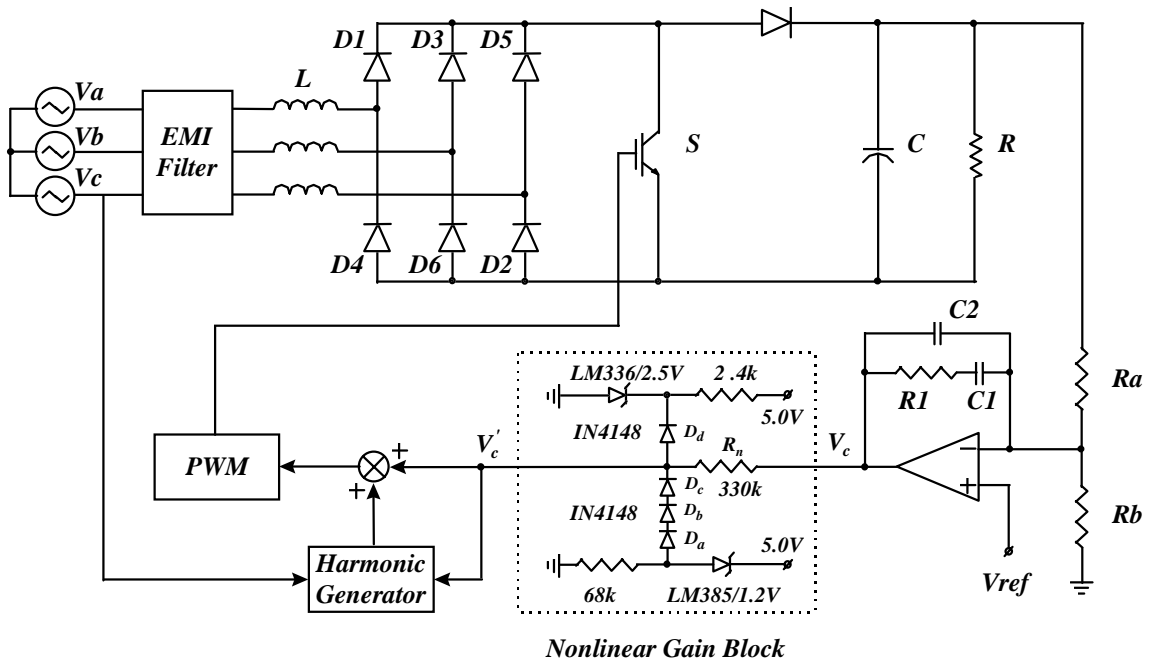 D1
D3
D5
L
Va
Vb
Vc
EMI
Filter
S
C
R
D4
D6
D2
C2
R1
C1
Ra
LM336/2.5V
2 .4k
5.0V
IN4148
Dd
Rn
330k
Vc'
Vc
PWM
+
+
Dc
IN4148
Db
Da
5.0V
68k
LM385/1.2V
−
+
Rb
Vref
Harmonic
Generator
Nonlinear Gain Block